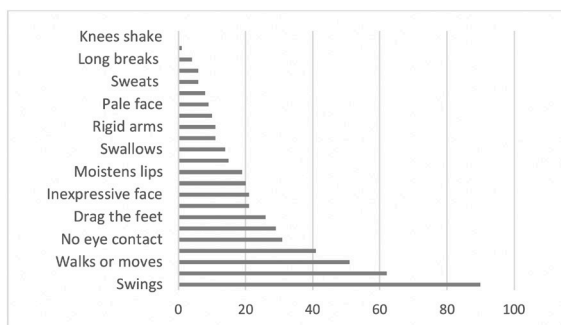 Knees shake
Long breaks
Sweats
Pale face
Rigid arms
Swallows
Moistens lips
Inexpressive face
Drag the feet
No eye contact
Walks or moves
Swings
0 20 40 60 80 100